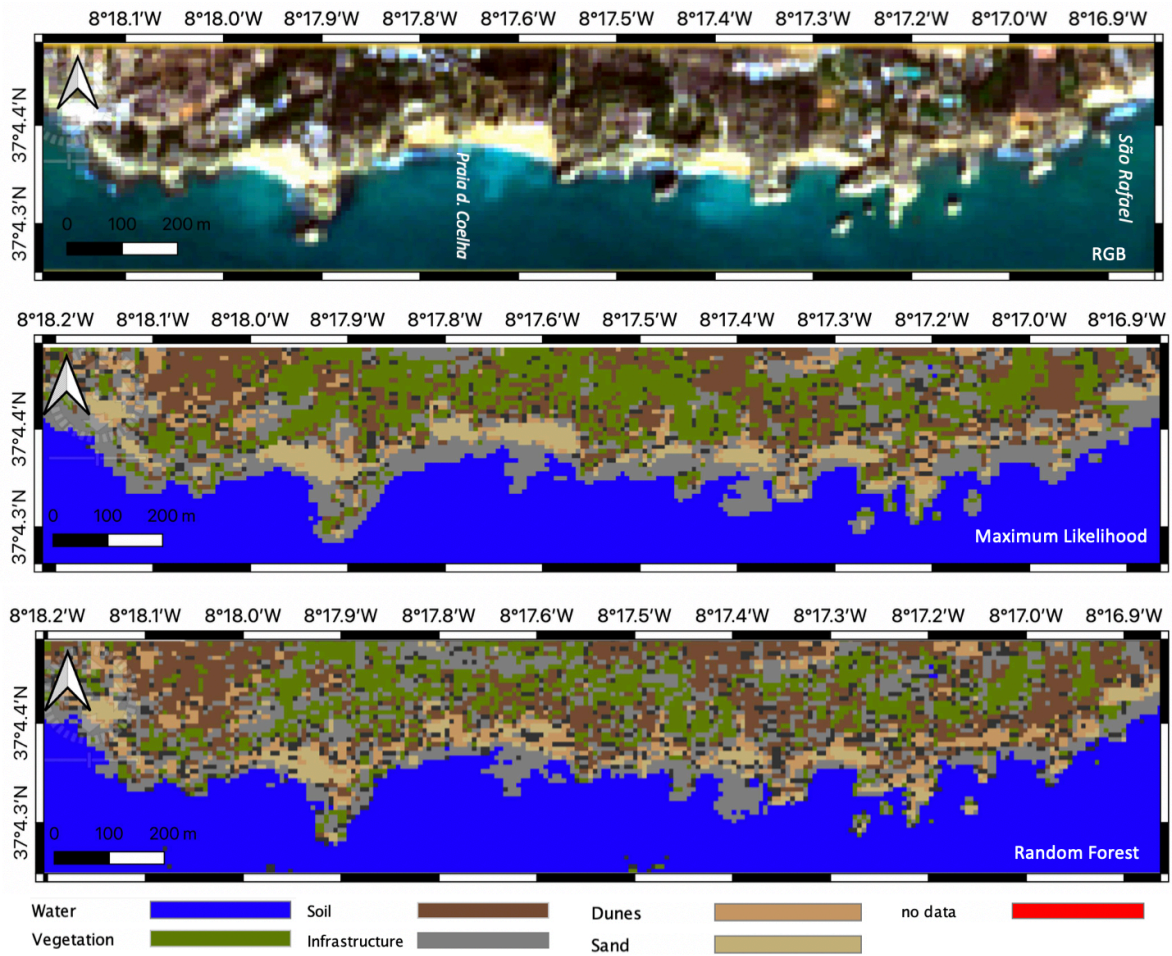 8°18.1'W 8°18.0'W 8°17.9'W 8°17.6'W 8°17.5'W 8°17.4'W 8°17.3'W 8°17.2'W 8°17.0'W 8°16.9'W
37°4.4'N
37°4.3'N
0 100 200 m
Praia d. Coelha
São Rafael
RGB
8°18.2'W 8°18.1'W 8°18.0'W 8°17.9'W 8°17.8'W 8°17.6'W 8°17.5'W 8°17.4'W 8°17.3'W 8°17.2'W 8°17.0'W 8°16.9'W
37°4.4'N
37°4.3'N
0 100 200 m
Maximum Likelihood
8°18.2'W 8°18.1'W 8°18.0'W 8°17.9'W 8°17.8'W 8°17.6'W 8°17.5'W 8°17.4'W 8°17.3'W 8°17.2'W 8°17.0'W 8°16.9'W
37°4.4'N
37°4.3'N
0 100 200 m
Random Forest
Water Soil Dunes no data
Vegetation Infrastructure Sand